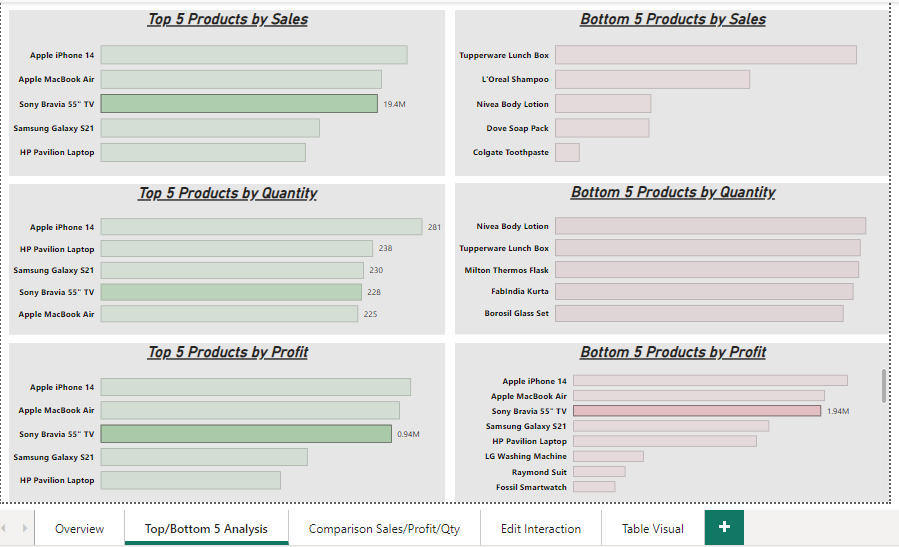 Top 5 Products by Sales
Apple iPhone 14
Apple MacBook Air
Sony Bravia 55" TV 19.4M
Samsung Galaxy S21
HP Pavilion Laptop
Bottom 5 Products by Sales
Tupperware Lunch Box
L'Oreal Shampoo
Nivea Body Lotion
Dove Soap Pack
Colgate Toothpaste
Top 5 Products by Quantity
Apple iPhone 14 281
HP Pavilion Laptop 238
Samsung Galaxy S21 230
Sony Bravia 55" TV 228
Apple MacBook Air 225
Bottom 5 Products by Quantity
Nivea Body Lotion
Tupperware Lunch Box
Milton Thermos Flask
FabIndia Kurta
Borosil Glass Set
Top 5 Products by Profit
Apple iPhone 14
Apple MacBook Air
Sony Bravia 55" TV 0.94M
Samsung Galaxy S21
HP Pavilion Laptop
Bottom 5 Products by Profit
Apple iPhone 14
Apple MacBook Air
Sony Bravia 55" TV 1.94M
Samsung Galaxy S21
HP Pavilion Laptop
LG Washing Machine
Raymond Suit
Fossil Smartwatch
Overview Top/Bottom 5 Analysis Comparison Sales/Profit/Qty Edit Interaction Table Visual +